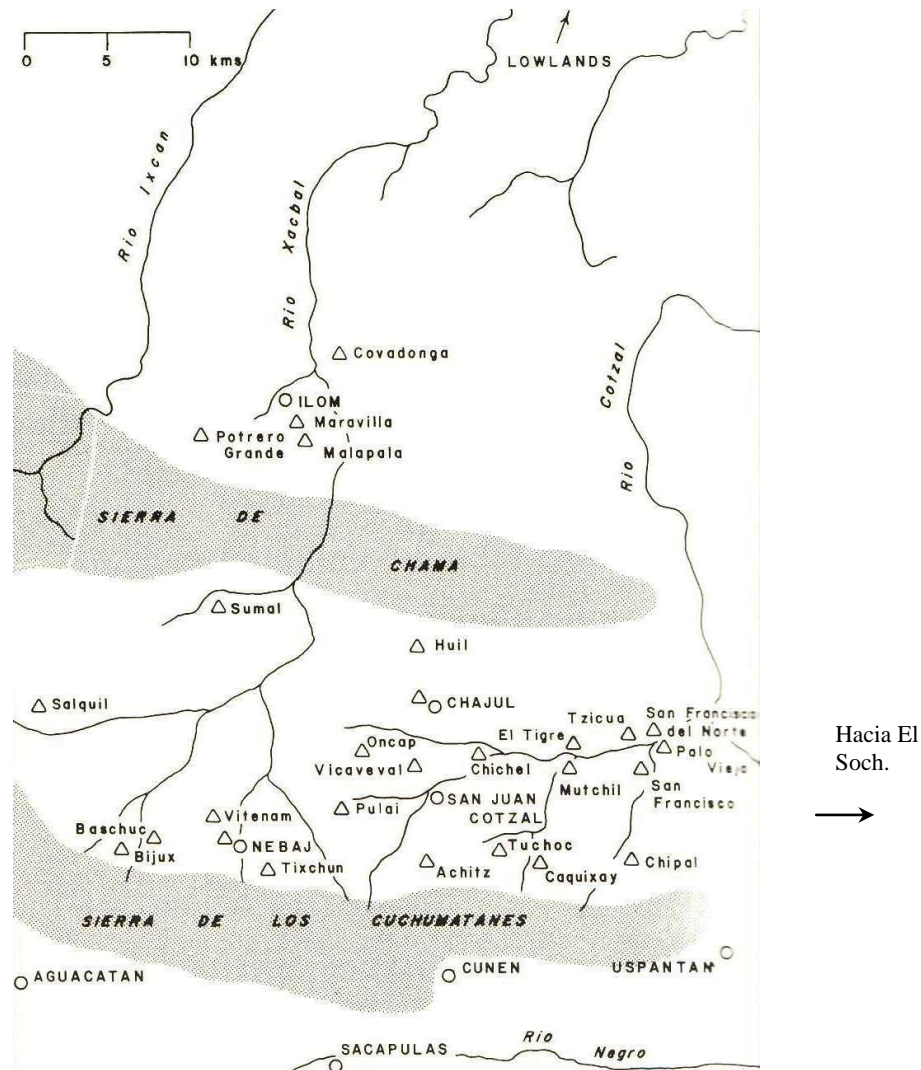 0 5 10 kms
LOWLANDS
Rio Ixcan
Rio Xacbal
Covadonga
ILOM
Maravilla
Potrero
Grande
Malapala
Rio Cotzal
SIERRA DE
CHAMA
Sumal
Huil
Salquil
CHAJUL
San Francisco
del Norte
Tzicua
El Tigre
Palo
Viejo
Oncap
Vicaveval
Chichel
Mutchil
San
Francisco
Pulai
SAN JUAN
COTZAL
Vitenam
Baschuc
Bijux
NEBAJ
Tixchun
Achitz
Tuchoc
Caquixay
Chipal
SIERRA DE LOS CUCHUMATANES
AGUACATAN
CUNEN
USPANTAN
SACAPULAS
Rio
Negro
Hacia El
Soch.